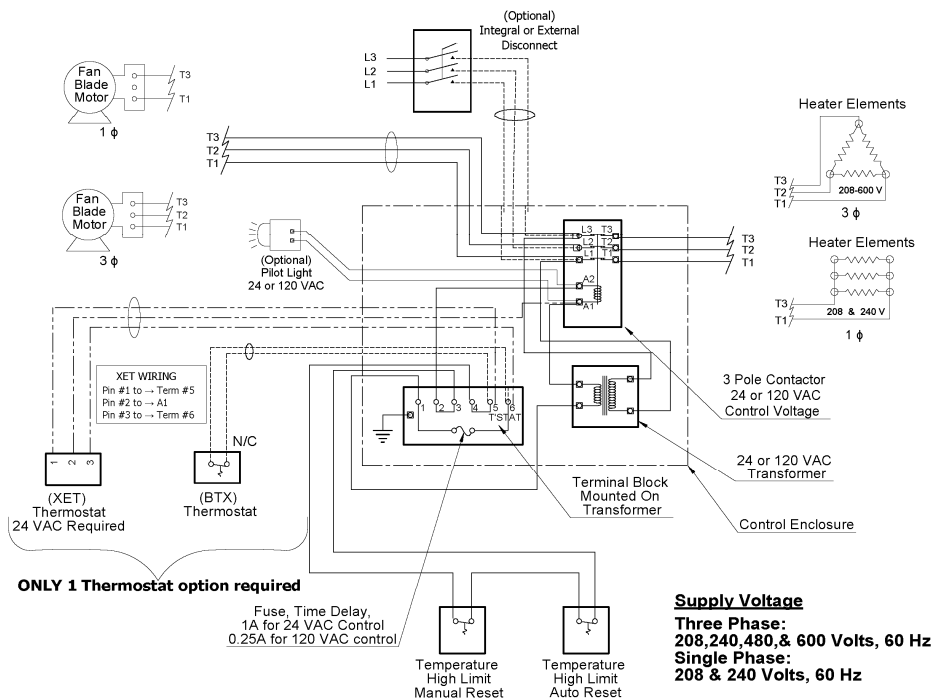 (Optional)
Integral or External
Disconnect
L3
L2
L1
Fan
Blade
Motor
T3
T1
1 ϕ
T3
T2
T1
Fan
Blade
Motor
T3
T2
T1
3 ϕ
(Optional)
Pilot Light
24 or 120 VAC
L3 T3
L2 T2
L1 T1
A2
A1
T3
T2
T1
Heater Elements
T3
T2
T1
208-600 V
3 ϕ
Heater Elements
T3
T1
208 & 240 V
1 ϕ
XET WIRING
Pin #1 to → Term #5
Pin #2 to → A1
Pin #3 to → Term #6
N/C
1 2 3
(XET)
Thermostat
24 VAC Required
(BTX)
Thermostat
1 2 3 4 5 6
T'STAT
3 Pole Contactor
24 or 120 VAC
Control Voltage
24 or 120 VAC
Transformer
Terminal Block
Mounted On
Transformer
Control Enclosure
ONLY 1 Thermostat option required
Fuse, Time Delay,
1A for 24 VAC Control
0.25A for 120 VAC control
Temperature
High Limit
Manual Reset
Temperature
High Limit
Auto Reset
Supply Voltage
Three Phase:
208,240,480,& 600 Volts, 60 Hz
Single Phase:
208 & 240 Volts, 60 Hz